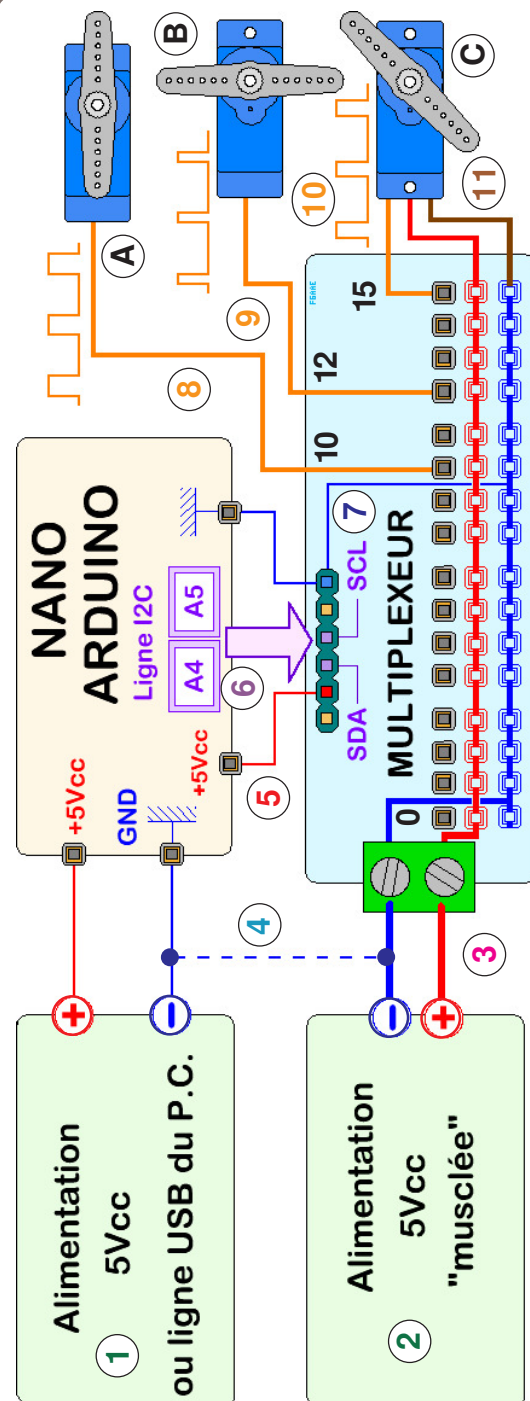 1
Alimentation
5Vcc
ou ligne USB du P.C.
+
−
+5Vcc
GND
NANO
ARDUINO
Ligne I2C
A4
A5
+5Vcc
4
5
6
8
A
9
10
B
2
Alimentation
5Vcc
"musclée"
−
+
3
SDA
SCL
7
MULTIPLEXEUR
0
10
12
15
F6AHE
11
C